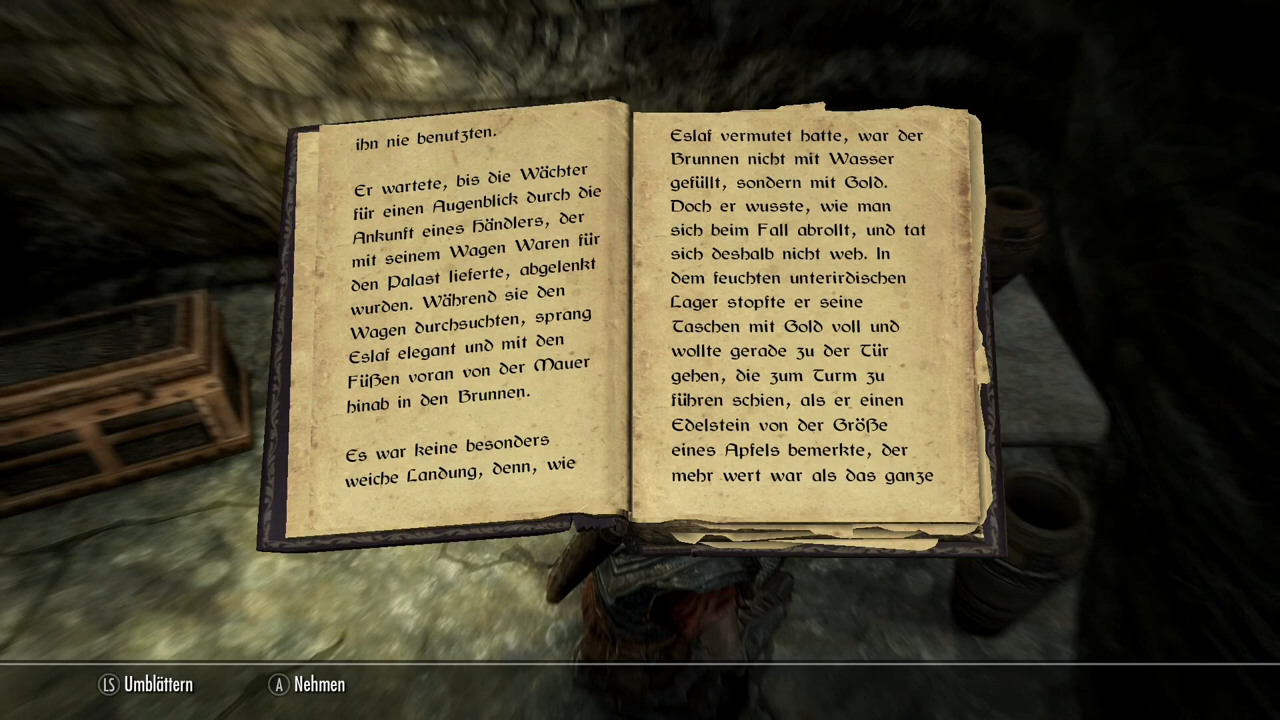 ihn nie benutzten.
Er wartete, bis die Wächter
für einen Augenblick durch die
Ankunft eines Händlers, der
mit seinem Wagen Waren für
den Palast lieferte, abgelenkt
wurden. Während sie den
Wagen durchsuchten, sprang
Eslaf elegant und mit den
Füßen voran von der Mauer
hinab in den Brunnen.
Es war keine besonders
weiche Landung, denn, wie
Eslaf vermutet hatte, war der
Brunnen nicht mit Wasser
gefüllt, sondern mit Gold.
Doch er wusste, wie man
sich beim Fall abrollt, und tat
sich deshalb nicht weh. In
dem feuchten unterirdischen
Lager stopfte er seine
Taschen mit Gold voll und
wollte gerade zu der Tür
gehen, die zum Turm zu
führen schien, als er einen
Edelstein von der Größe
eines Apfels bemerkte, der
mehr wert war als das ganze
LS Umblättern
A Nehmen